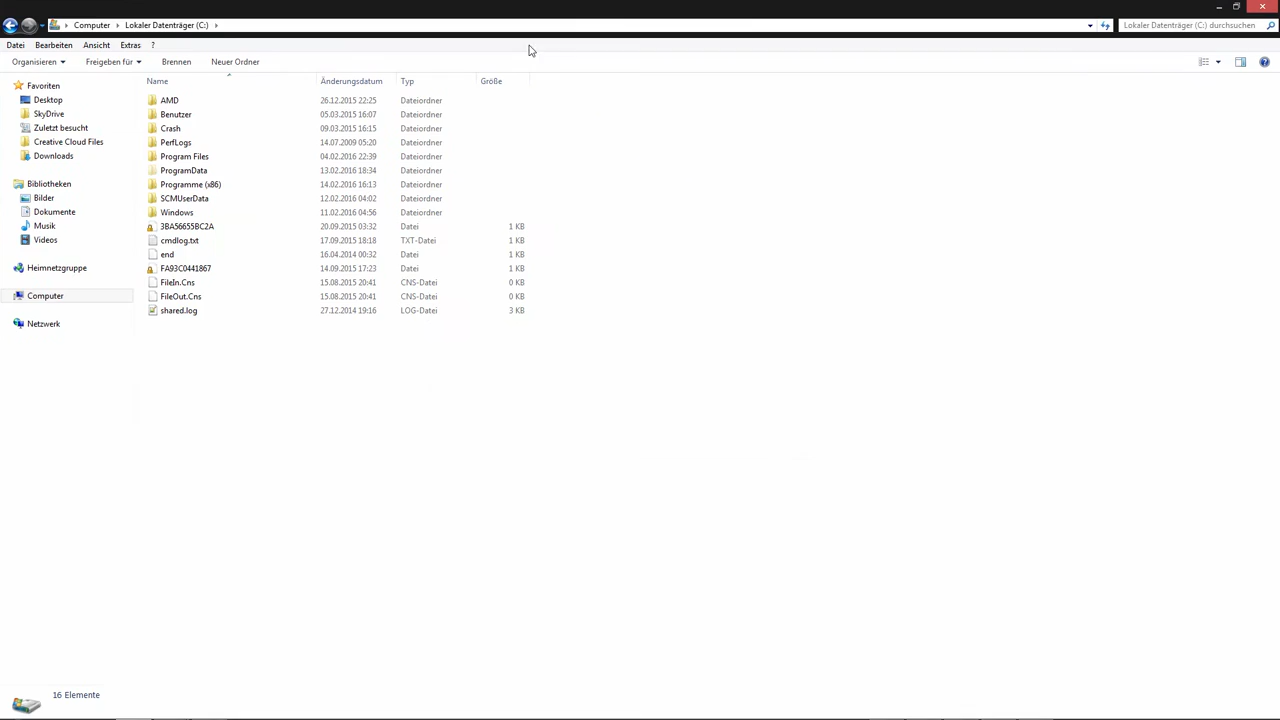 Computer Lokaler Datenträger (C:) Lokaler Datenträger (C:) durchsuchen
Datei Bearbeiten Ansicht Extras ?
Organisieren Freigeben für Brennen Neuer Ordner
Name Änderungsdatum Typ Größe
Favoriten
Desktop
SkyDrive
Zuletzt besucht
Creative Cloud Files
Downloads
Bibliotheken
Bilder
Dokumente
Musik
Videos
Heimnetzgruppe
Computer
Netzwerk
AMD 26.12.2015 22:25 Dateiordner
Benutzer 05.03.2015 16:07 Dateiordner
Crash 09.03.2015 16:15 Dateiordner
PerfLogs 14.07.2009 05:20 Dateiordner
Program Files 04.02.2016 22:39 Dateiordner
ProgramData 13.02.2016 18:34 Dateiordner
Programme (x86) 14.02.2016 16:13 Dateiordner
SCMUserData 12.02.2016 04:02 Dateiordner
Windows 11.02.2016 04:56 Dateiordner
3BA56655BC2A 20.09.2015 03:32 Datei 1 KB
cmdlog.txt 17.09.2015 18:18 TXT-Datei 1 KB
end 16.04.2014 00:32 Datei 1 KB
FA93C0441867 14.09.2015 17:23 Datei 1 KB
FileIn.Cns 15.08.2015 20:41 CNS-Datei 0 KB
FileOut.Cns 15.08.2015 20:41 CNS-Datei 0 KB
shared.log 27.12.2014 19:16 LOG-Datei 3 KB
16 Elemente